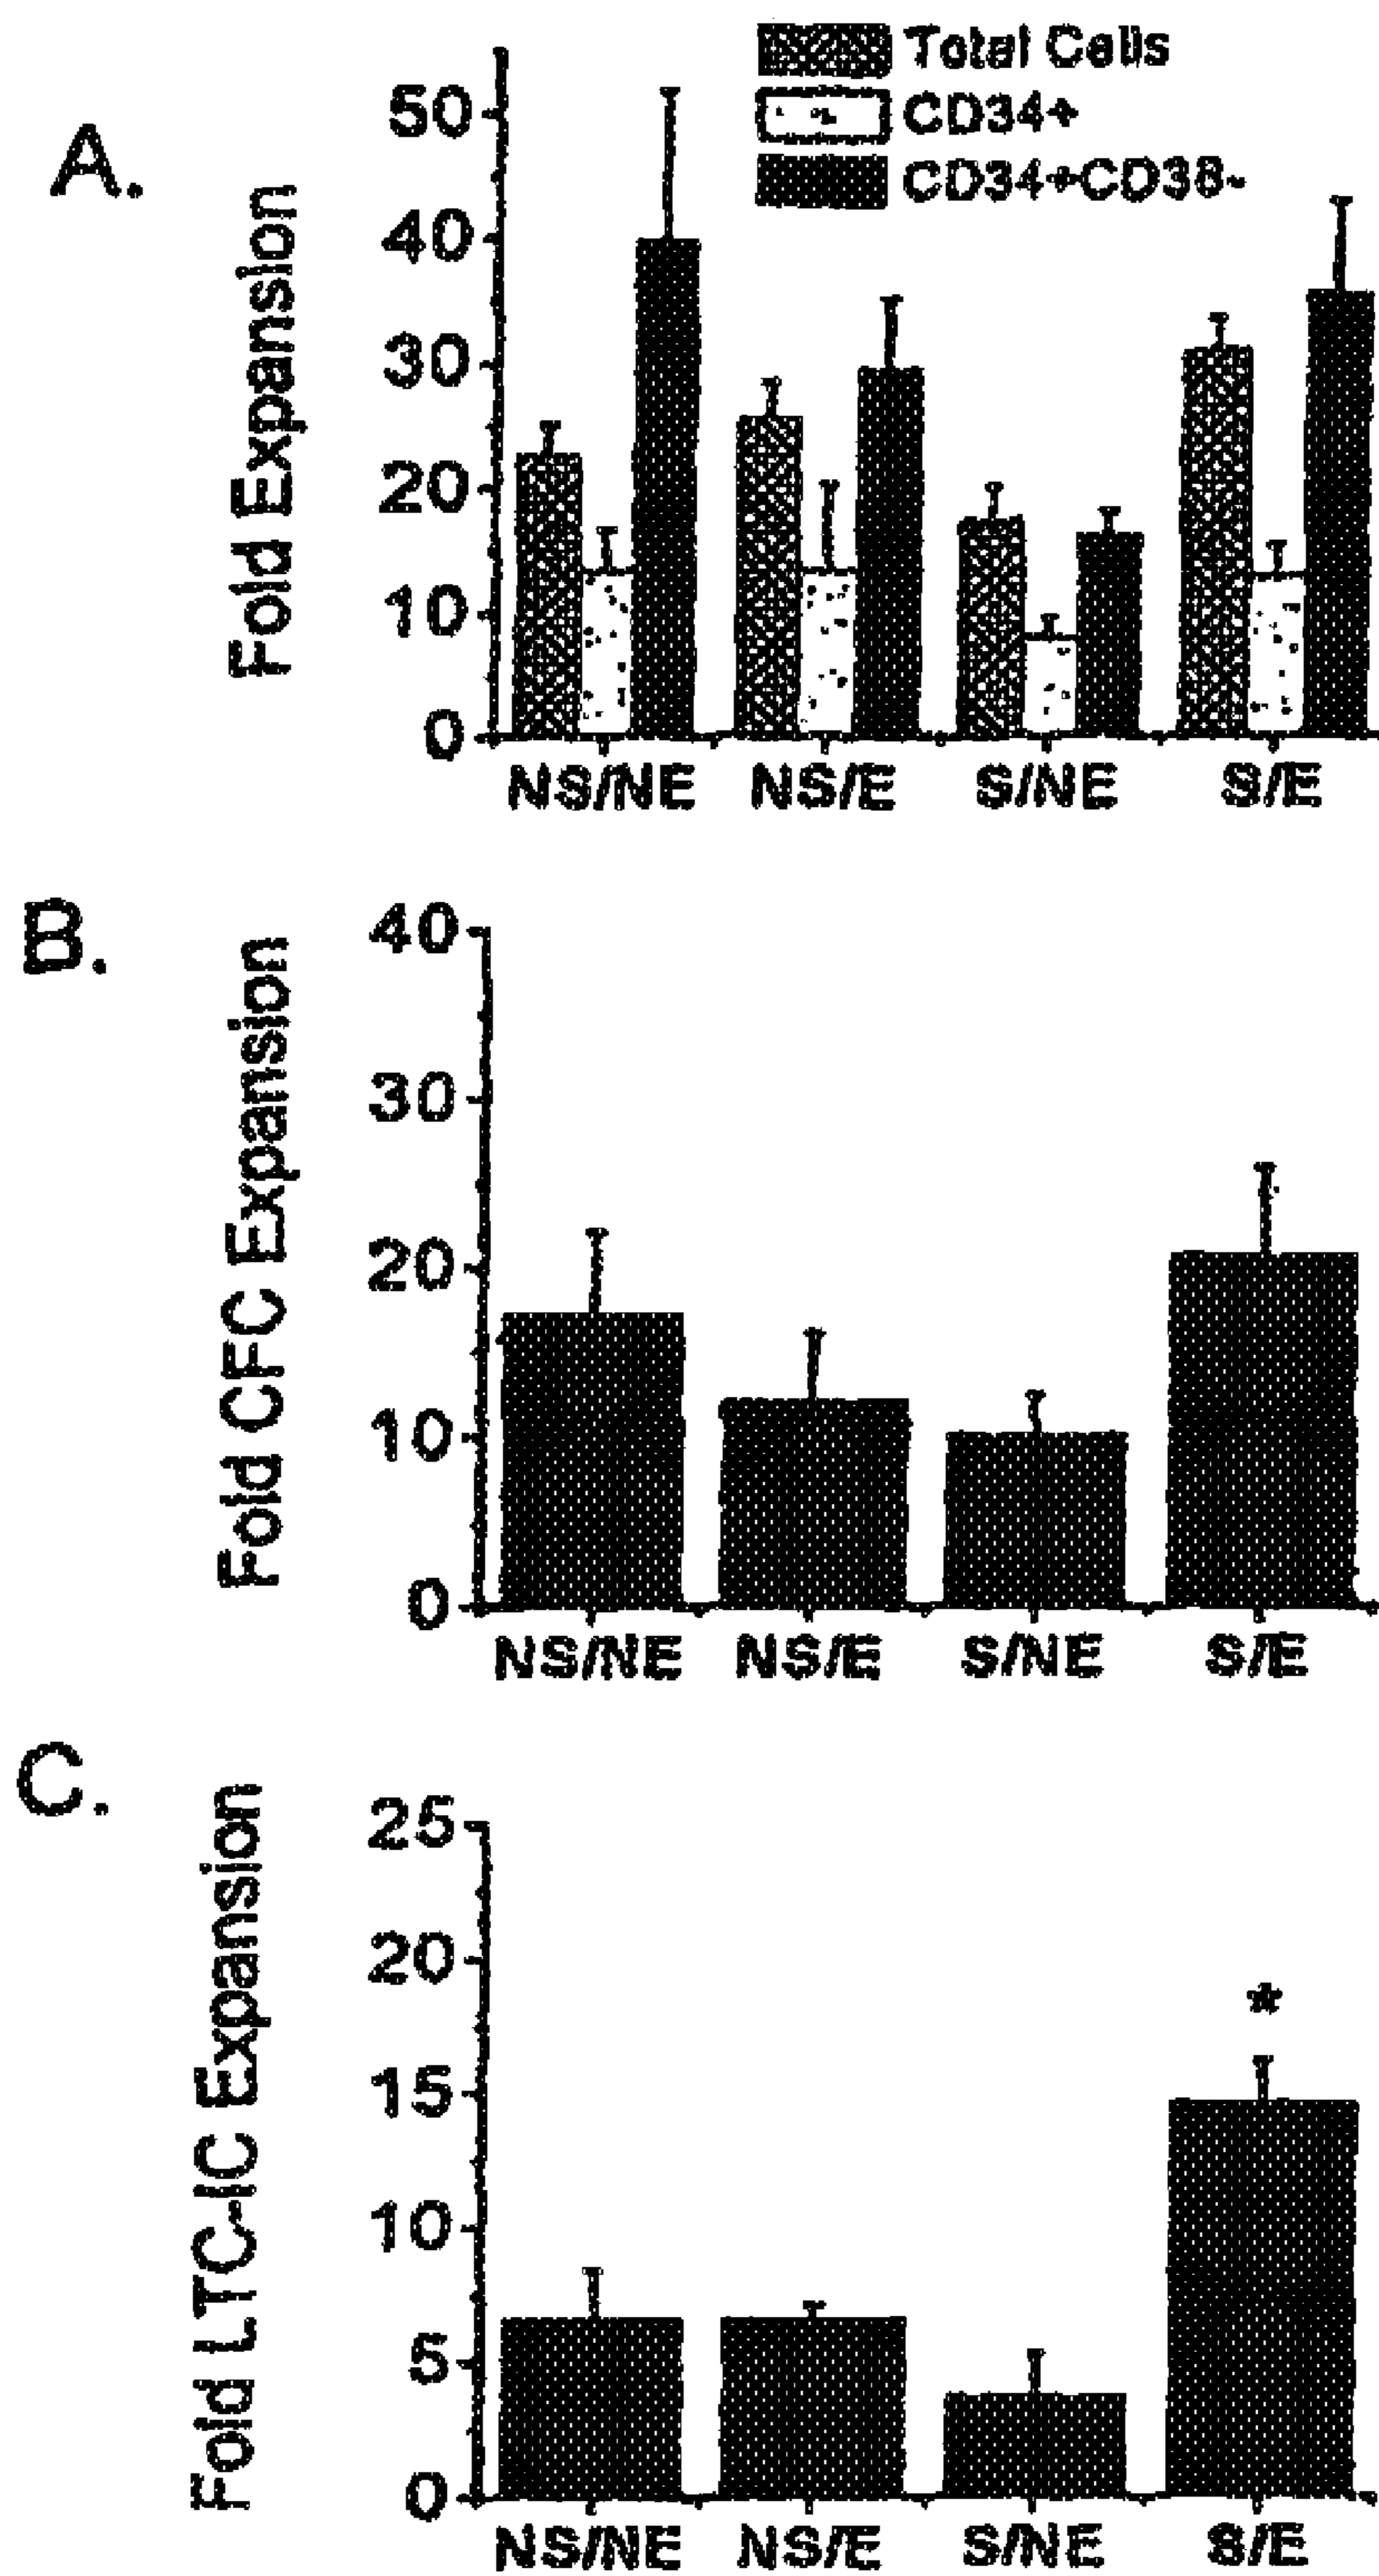 A.
Total Cells
CD34+
CD34+CD38-
Fold Expansion
50
40
30
20
10
0
NS/NE NS/E S/NE S/E
B.
Fold CFC Expansion
40
30
20
10
0
NS/NE NS/E S/NE S/E
C.
Fold LTC-IC Expansion
25
20
15
10
5
0
*
NS/NE NS/E S/NE S/E